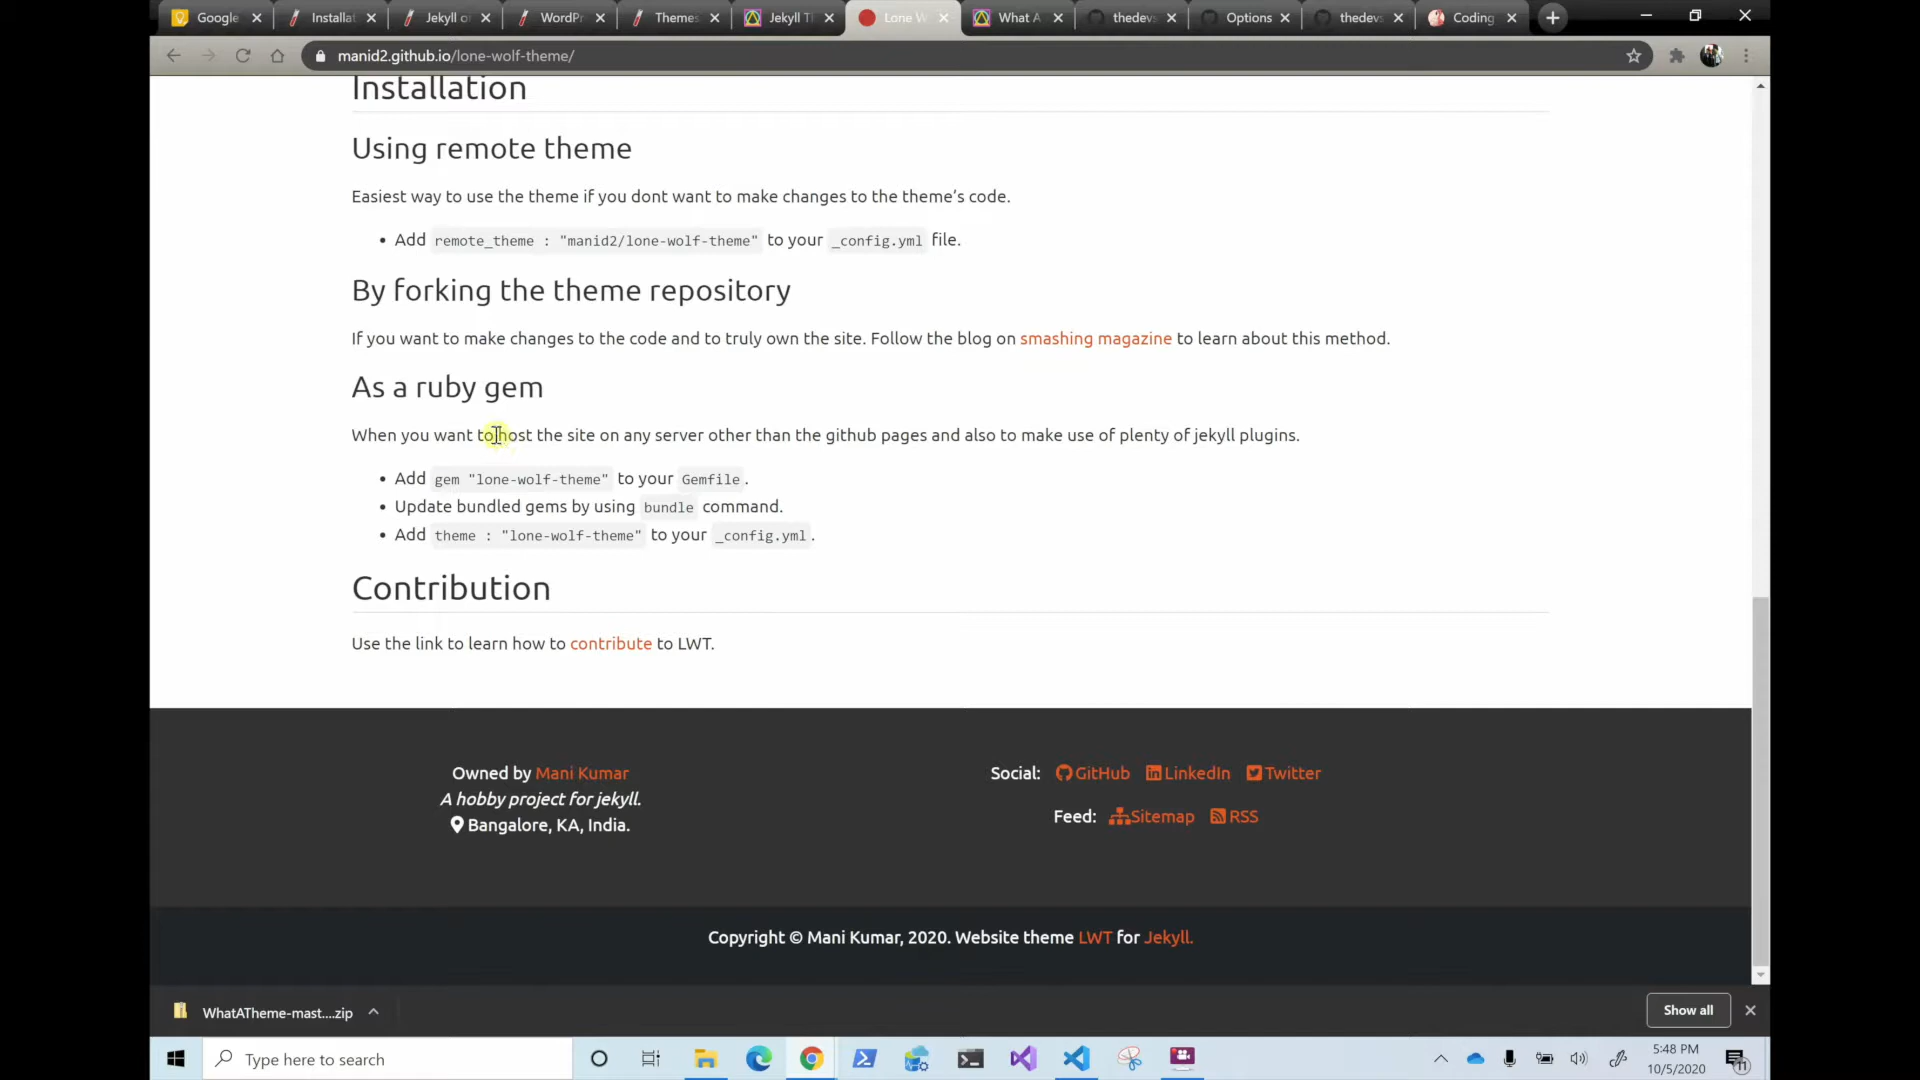 Google
Installat
Jekyll or
WordPr
Themes
Jekyll T
Lone W
What A
thedevs
Options
thedevs
Coding
manid2.github.io/lone-wolf-theme/
Installation
Using remote theme
Easiest way to use the theme if you dont want to make changes to the theme's code.
• Add remote_theme : "manid2/lone-wolf-theme" to your _config.yml file.
By forking the theme repository
If you want to make changes to the code and to truly own the site. Follow the blog on smashing magazine to learn about this method.
As a ruby gem
When you want to host the site on any server other than the github pages and also to make use of plenty of jekyll plugins.
• Add gem "lone-wolf-theme" to your Gemfile.
• Update bundled gems by using bundle command.
• Add theme : "lone-wolf-theme" to your _config.yml.
Contribution
Use the link to learn how to contribute to LWT.
Owned by Mani Kumar
A hobby project for jekyll.
Bangalore, KA, India.
Social: GitHub LinkedIn Twitter
Feed: Sitemap RSS
Copyright © Mani Kumar, 2020. Website theme LWT for Jekyll.
WhatATheme-mast....zip
Show all
Type here to search
5:48 PM
10/5/2020
11